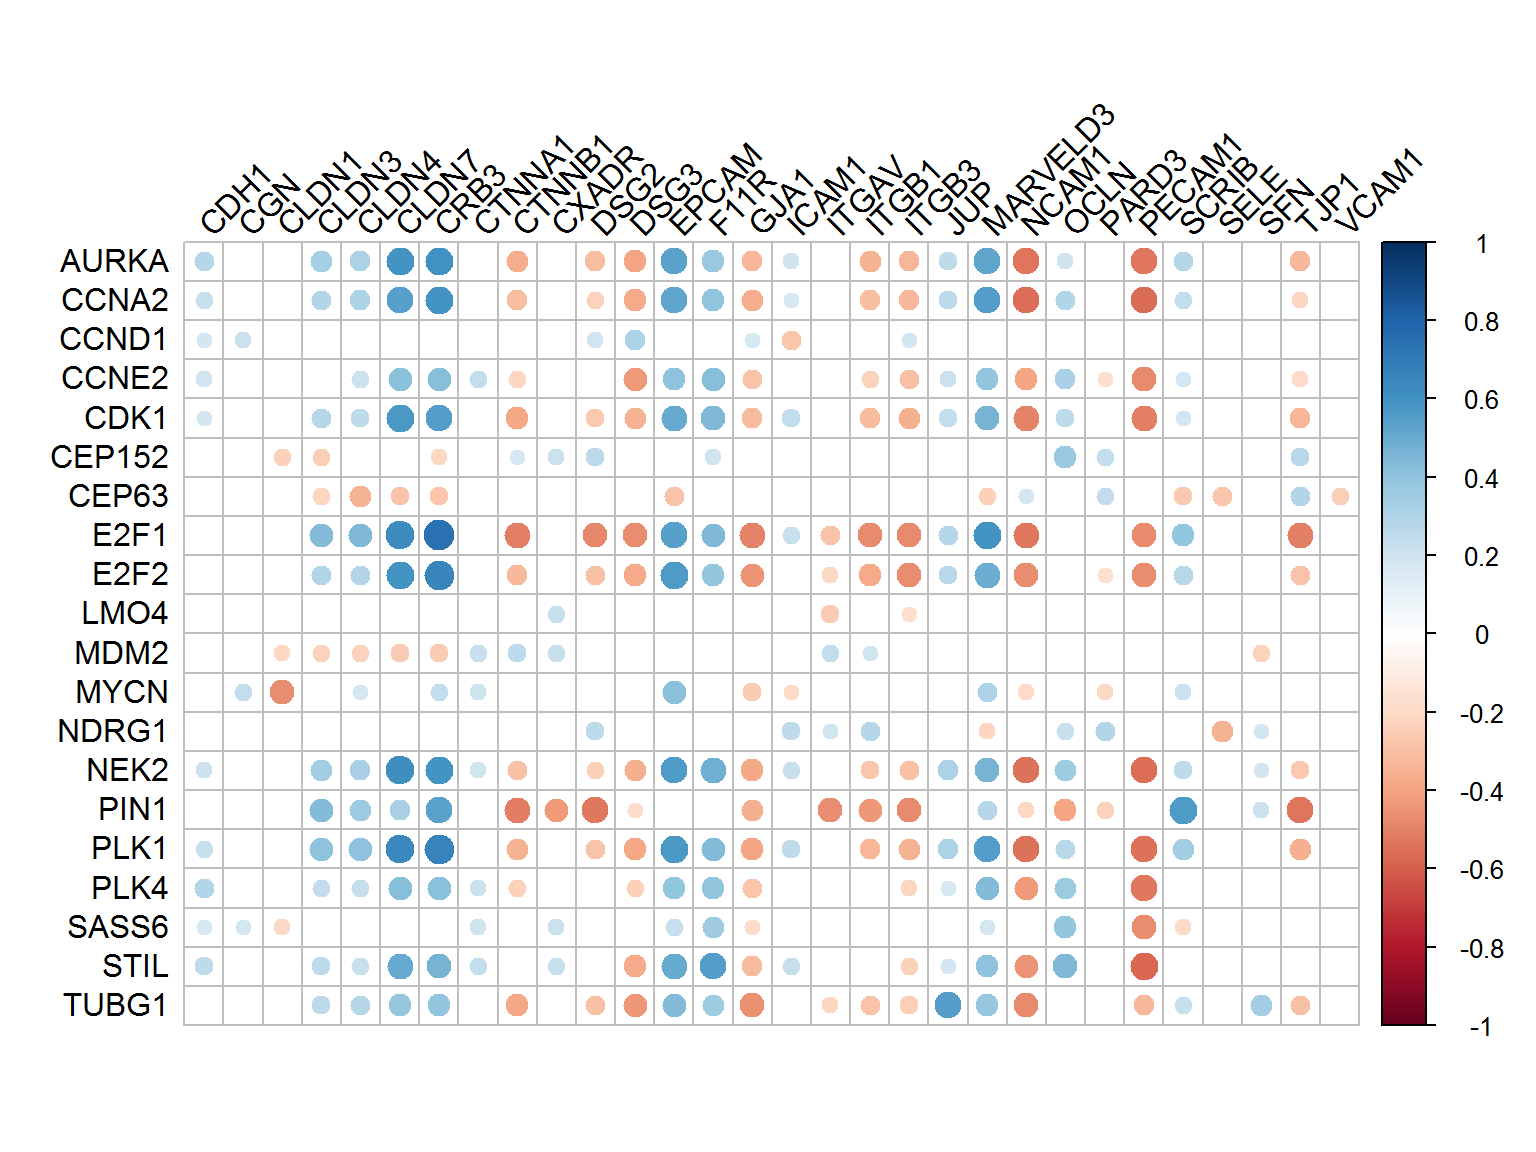 CDH1
CGN
CLDN1
CLDN3
CLDN4
CLDN7
CRB3
CTNNA1
CTNNB1
CXADR
DSG2
DSG3
EPCAM
F11R
GJA1
ICAM1
ITGAV
ITGB1
ITGB3
JUP
MARVELD3
NCAM1
OCLN
PARD3
PECAM1
SCRIB
SELE
SFN
TJP1
VCAM1
AURKA
CCNA2
CCND1
CCNE2
CDK1
CEP152
CEP63
E2F1
E2F2
LMO4
MDM2
MYCN
NDRG1
NEK2
PIN1
PLK1
PLK4
SASS6
STIL
TUBG1
1
0.8
0.6
0.4
0.2
0
-0.2
-0.4
-0.6
-0.8
-1